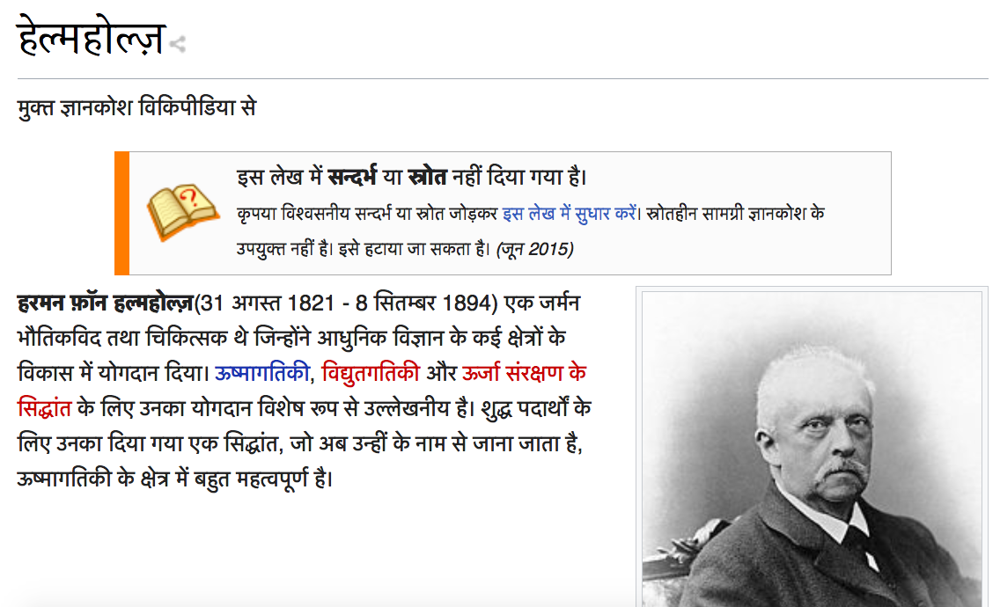 हेल्महोल्ज़
मुक्त ज्ञानकोश विकिपीडिया से
इस लेख में सन्दर्भ या स्रोत नहीं दिया गया है।
कृपया विश्वसनीय सन्दर्भ या स्रोत जोड़कर इस लेख में सुधार करें। स्रोतहीन सामग्री ज्ञानकोश के
उपयुक्त नहीं है। इसे हटाया जा सकता है। (जून 2015)
हरमन फ़ॉन हल्महोल्ज़(31 अगस्त 1821 - 8 सितम्बर 1894) एक जर्मन
भौतिकविद तथा चिकित्सक थे जिन्होंने आधुनिक विज्ञान के कई क्षेत्रों के
विकास में योगदान दिया। ऊष्मागतिकी, विद्युतगतिकी और ऊर्जा संरक्षण के
सिद्धांत के लिए उनका योगदान विशेष रूप से उल्लेखनीय है। शुद्ध पदार्थों के
लिए उनका दिया गया एक सिद्धांत, जो अब उन्हीं के नाम से जाना जाता है,
ऊष्मागतिकी के क्षेत्र में बहुत महत्वपूर्ण है।